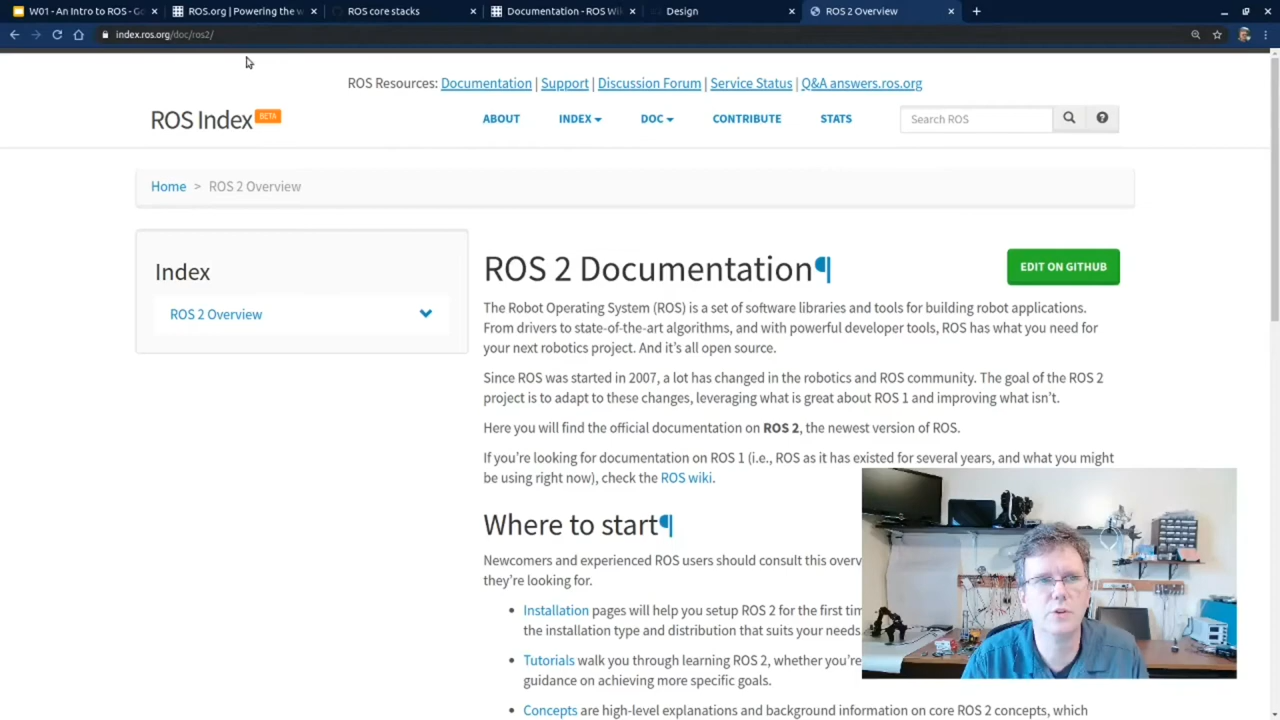 W01 - An Intro to ROS - Go
ROS.org | Powering the w
ROS core stacks
Documentation - ROS Wik
Design
ROS 2 Overview
index.ros.org/doc/ros2/
ROS Resources: Documentation | Support | Discussion Forum | Service Status | Q&A answers.ros.org
ROS Index BETA
ABOUT INDEX DOC CONTRIBUTE STATS
Search ROS
Home > ROS 2 Overview
Index
ROS 2 Overview
ROS 2 Documentation¶
EDIT ON GITHUB
The Robot Operating System (ROS) is a set of software libraries and tools for building robot applications.
From drivers to state-of-the-art algorithms, and with powerful developer tools, ROS has what you need for
your next robotics project. And it's all open source.
Since ROS was started in 2007, a lot has changed in the robotics and ROS community. The goal of the ROS 2
project is to adapt to these changes, leveraging what is great about ROS 1 and improving what isn't.
Here you will find the official documentation on ROS 2, the newest version of ROS.
If you're looking for documentation on ROS 1 (i.e., ROS as it has existed for several years, and what you might
be using right now), check the ROS wiki.
Where to start¶
Newcomers and experienced ROS users should consult this overv
they're looking for.
• Installation pages will help you setup ROS 2 for the first tim
the installation type and distribution that suits your needs
• Tutorials walk you through learning ROS 2, whether you're
guidance on achieving more specific goals.
• Concepts are high-level explanations and background information on core ROS 2 concepts, which